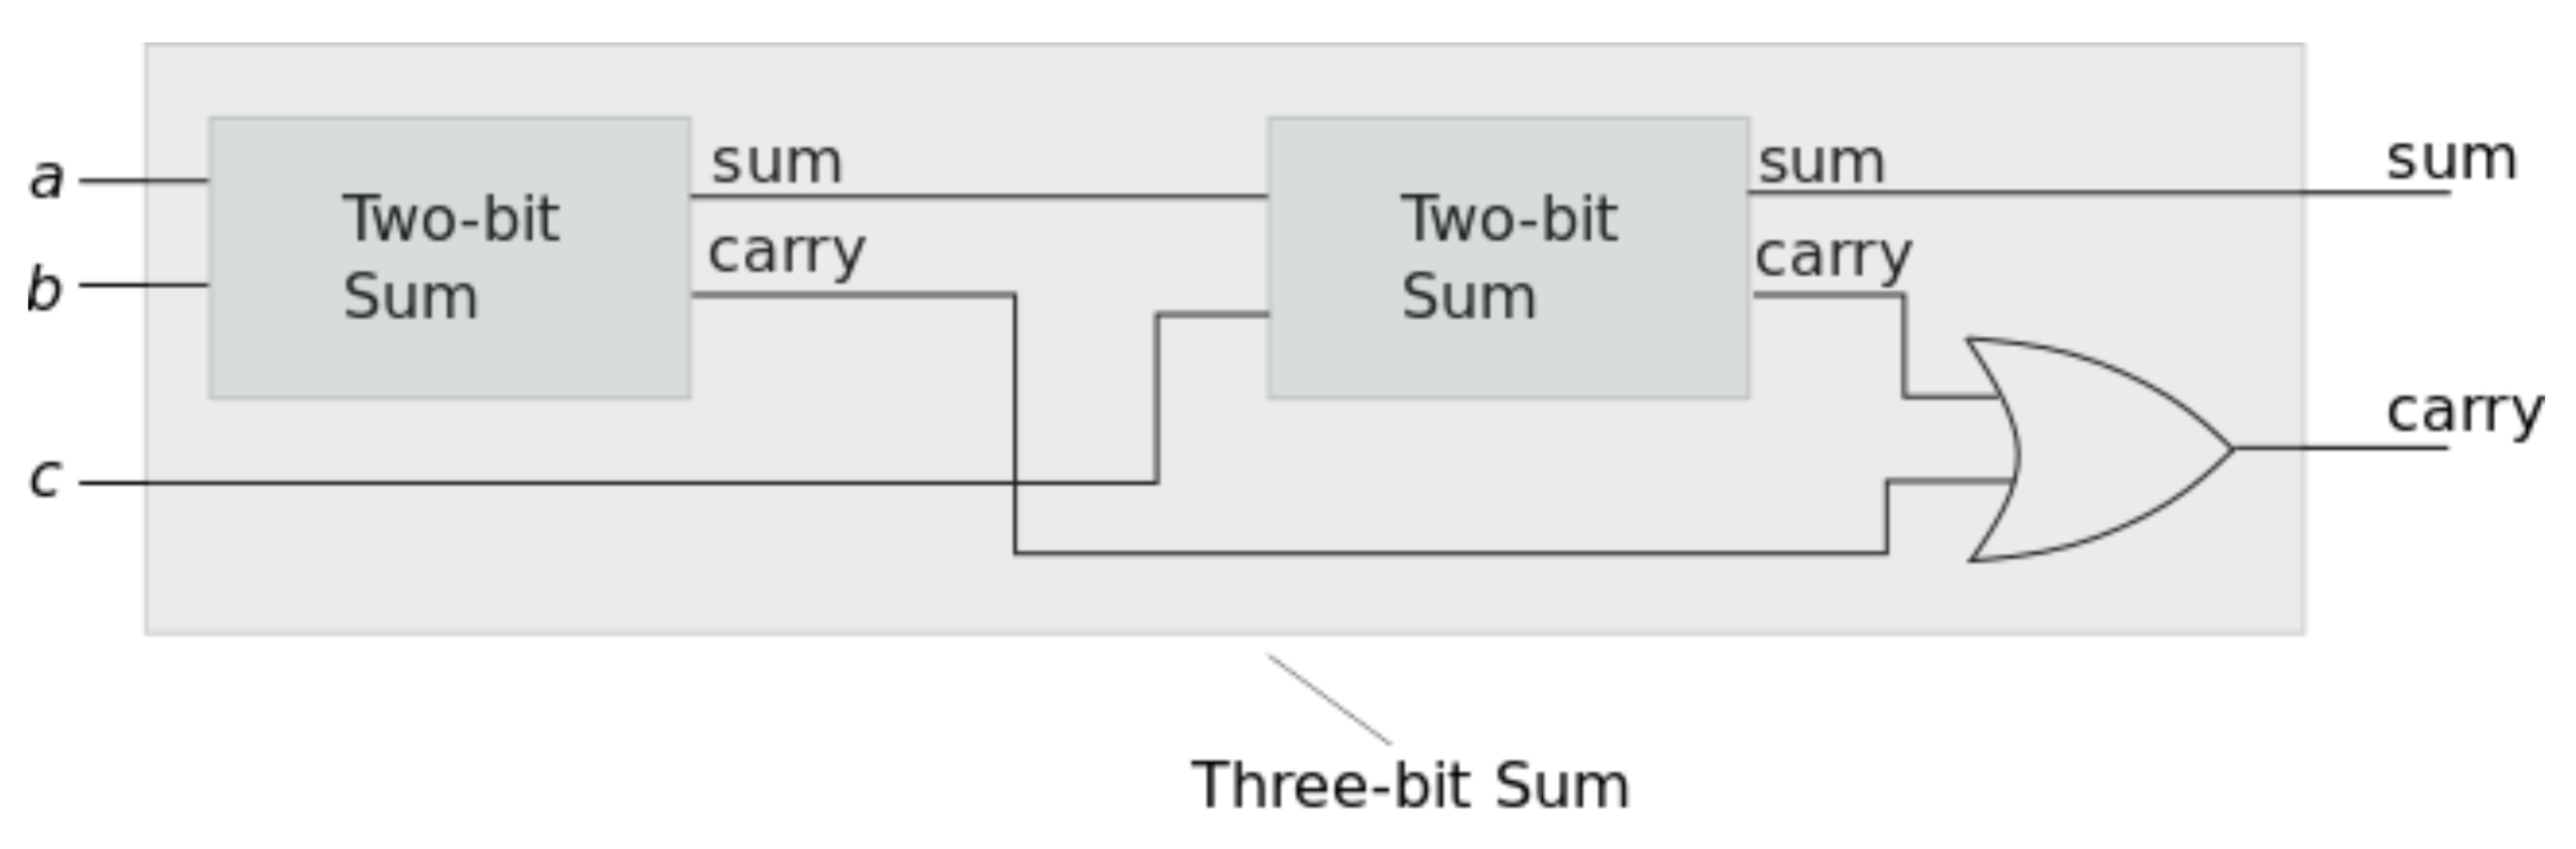 a
b
c
Two-bit
Sum
sum
carry
Two-bit
Sum
sum
carry
sum
carry
Three-bit Sum